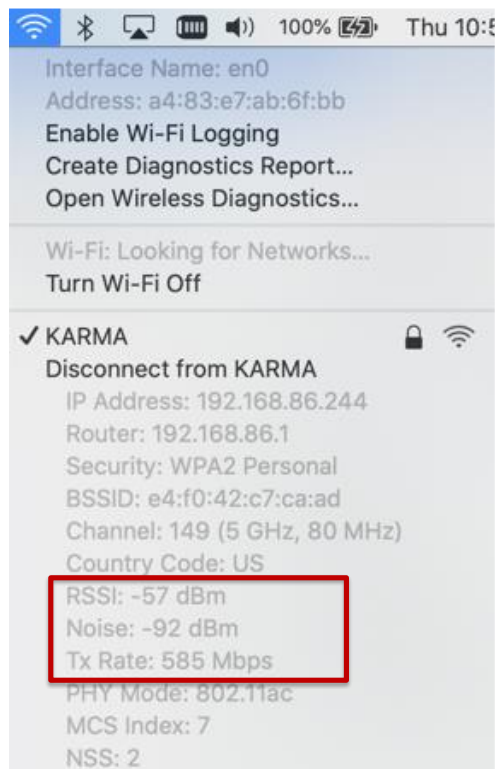 100% Thu 10:5
Interface Name: en0
Address: a4:83:e7:ab:6f:bb
Enable Wi-Fi Logging
Create Diagnostics Report...
Open Wireless Diagnostics...
Wi-Fi: Looking for Networks...
Turn Wi-Fi Off
✓ KARMA
Disconnect from KARMA
IP Address: 192.168.86.244
Router: 192.168.86.1
Security: WPA2 Personal
BSSID: e4:f0:42:c7:ca:ad
Channel: 149 (5 GHz, 80 MHz)
Country Code: US
RSSI: -57 dBm
Noise: -92 dBm
Tx Rate: 585 Mbps
PHY Mode: 802.11ac
MCS Index: 7
NSS: 2